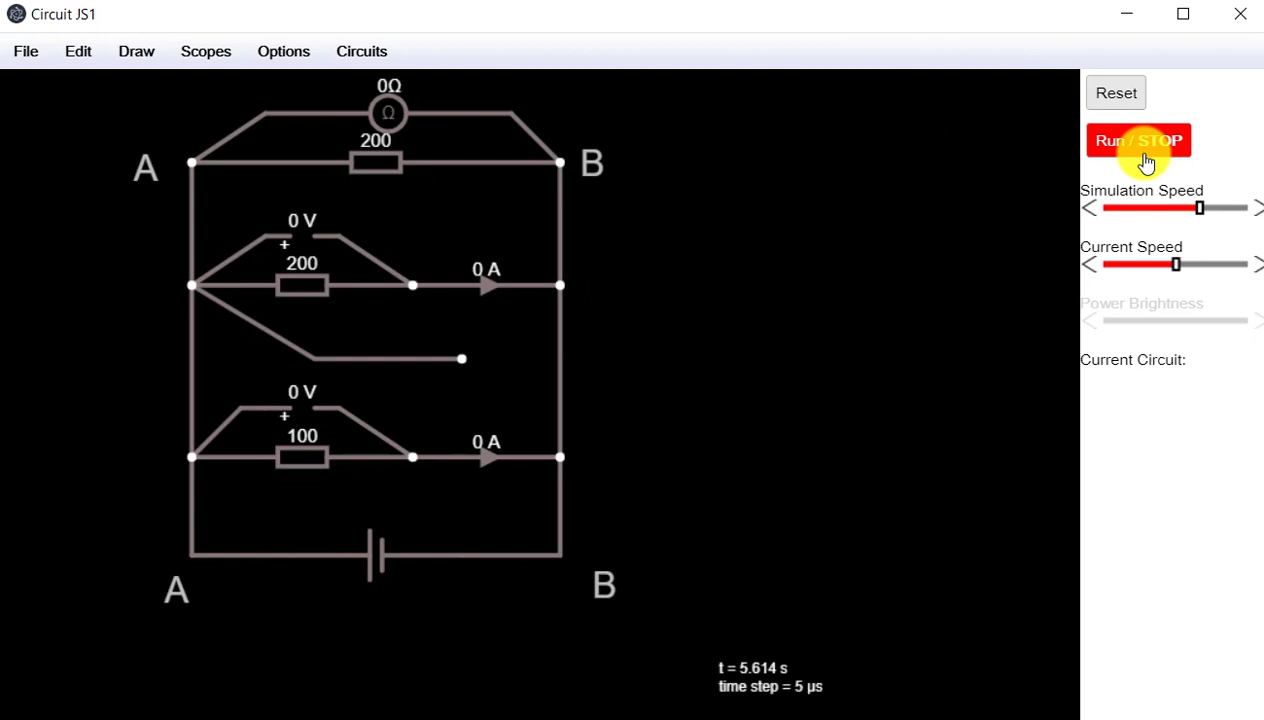 Circuit JS1
File Edit Draw Scopes Options Circuits
0Ω
Ω
200
A B
0 V
+
200
0 A
0 V
+
100
0 A
A B
t = 5.614 s
time step = 5 μs
Reset
Run / STOP
Simulation Speed
Current Speed
Power Brightness
Current Circuit: